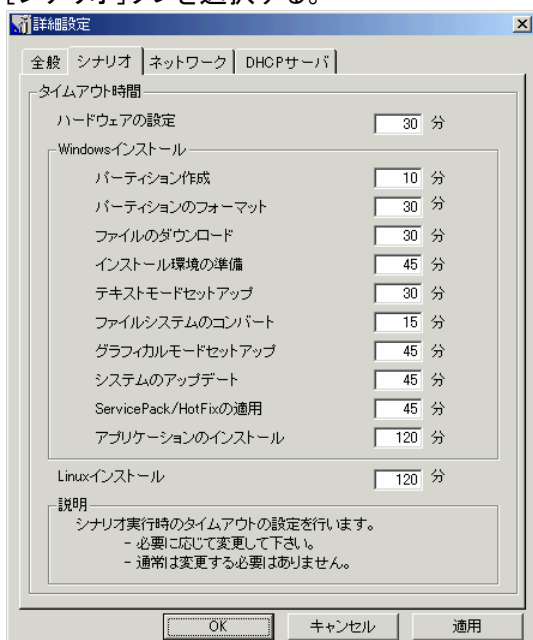 [シナリオ]タブを選択する。
詳細設定
全般 シナリオ ネットワーク DHCPサーバ
タイムアウト時間
ハードウェアの設定 30 分
Windowsインストール
パーティション作成 10 分
パーティションのフォーマット 30 分
ファイルのダウンロード 30 分
インストール環境の準備 45 分
テキストモードセットアップ 30 分
ファイルシステムのコンバート 15 分
グラフィカルモードセットアップ 45 分
システムのアップデート 45 分
ServicePack/HotFixの適用 45 分
アプリケーションのインストール 120 分
Linuxインストール 120 分
説明
シナリオ実行時のタイムアウトの設定を行います。
- 必要に応じて変更して下さい。
- 通常は変更する必要はありません。
OK キャンセル 適用